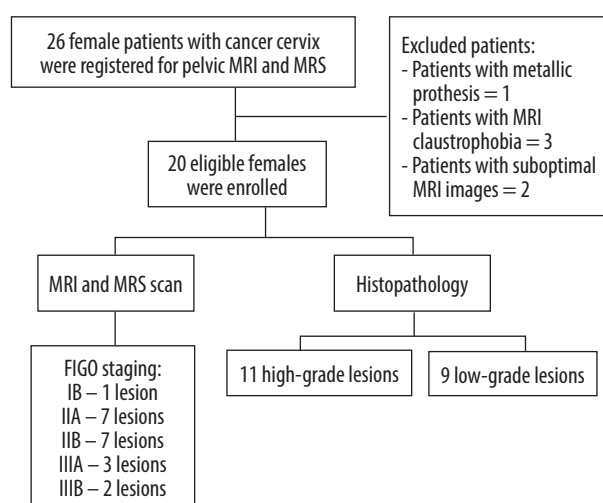 26 female patients with cancer cervix
were registered for pelvic MRI and MRS
Excluded patients:
- Patients with metallic
prothesis = 1
- Patients with MRI
claustrophobia = 3
- Patients with suboptimal
MRI images = 2
20 eligible females
were enrolled
MRI and MRS scan
Histopathology
FIGO staging:
IB – 1 lesion
IIA – 7 lesions
IIB – 7 lesions
IIIA – 3 lesions
IIIB – 2 lesions
11 high-grade lesions
9 low-grade lesions